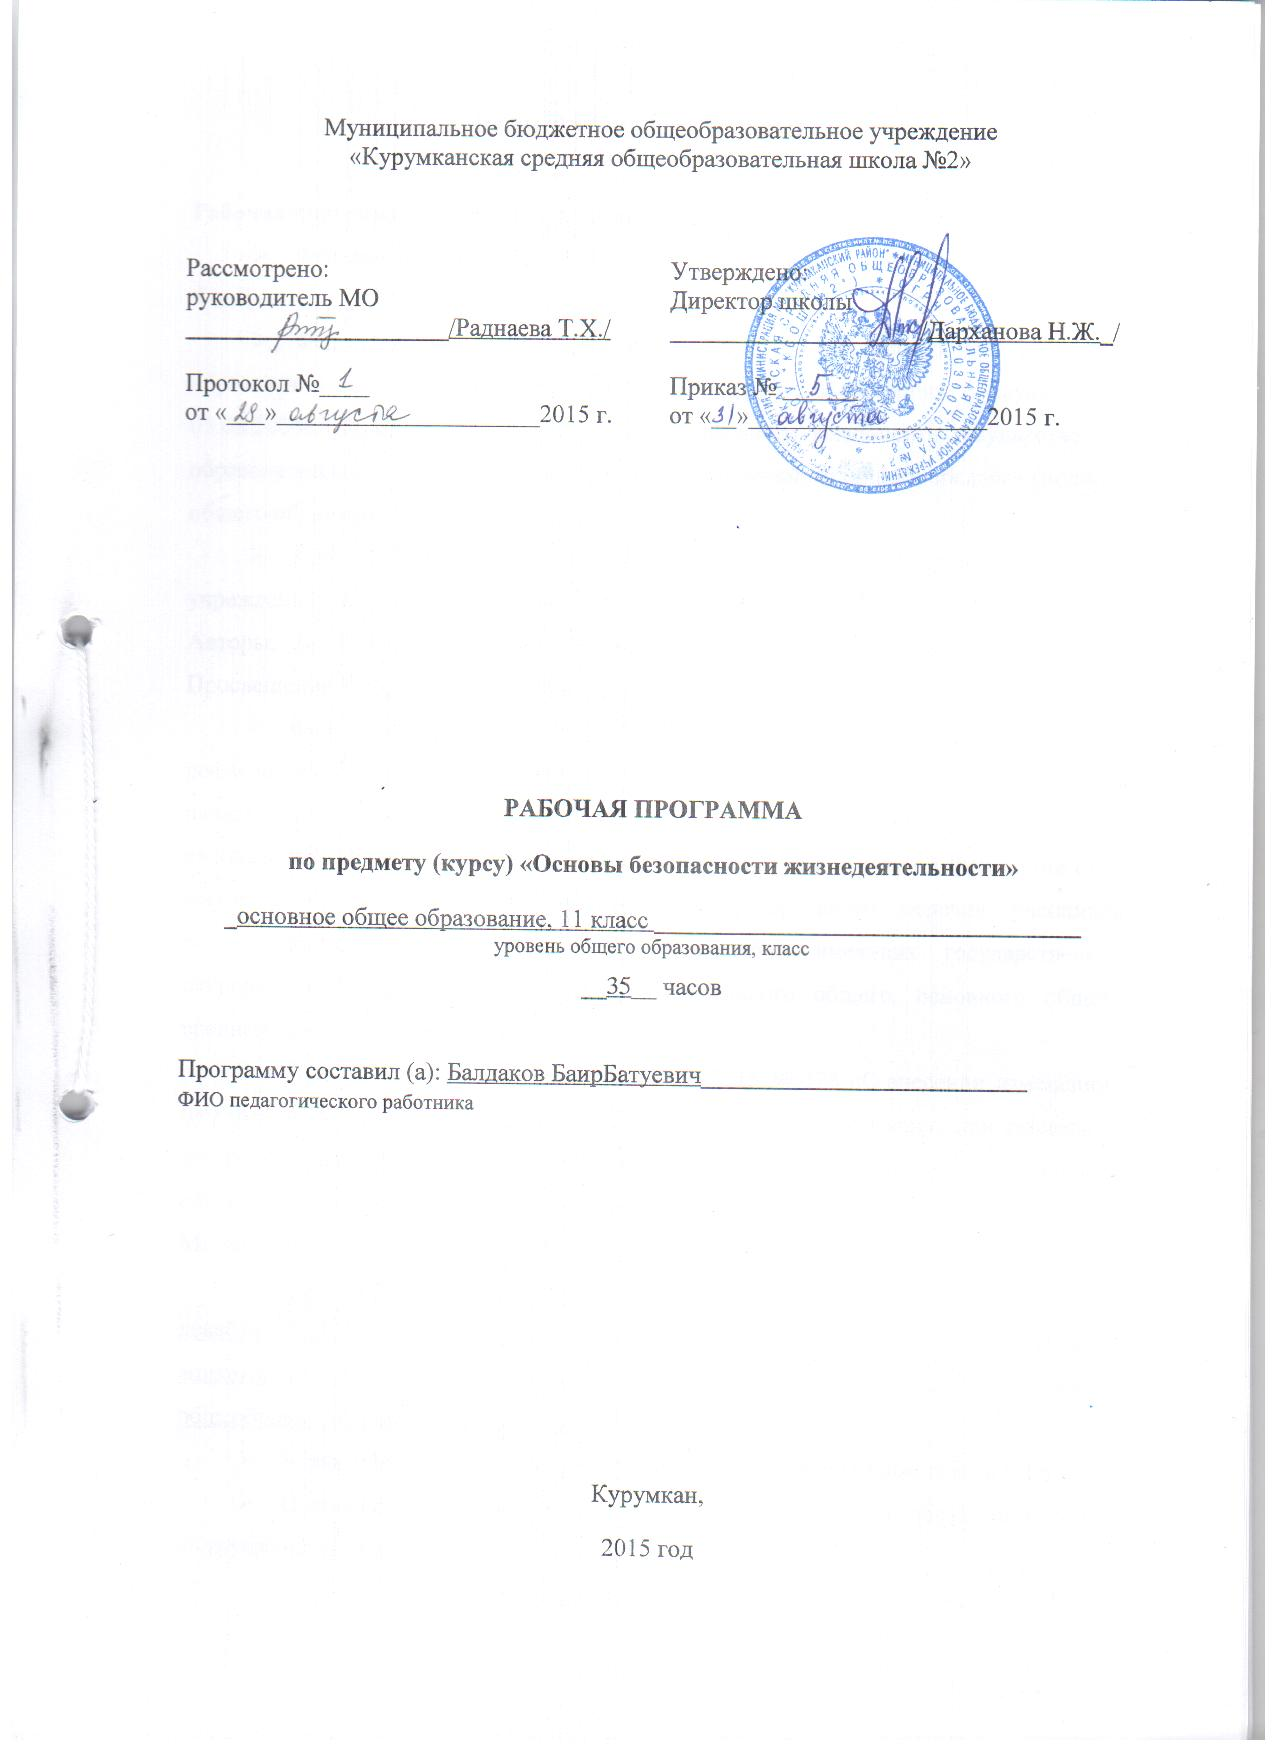 Муниципальное бюджетное общеобразовательное учреждение
«Курумканская средняя общеобразовательная школа №2»
Рассмотрено:
руководитель МО
/Раднаева Т.Х./
Протокол № 1
от «28» августа 2015 г.
Утверждено:
Директор школы
/Дарханова Н.Ж._/
Приказ № 5
от «31» августа 2015 г.
РАБОЧАЯ ПРОГРАММА
по предмету (курсу) «Основы безопасности жизнедеятельности»
_основное общее образование, 11 класс
уровень общего образования, класс
__35__ часов
Программу составил (а): Балдаков БаирБатуевич
ФИО педагогического работника
Курумкан,
2015 год